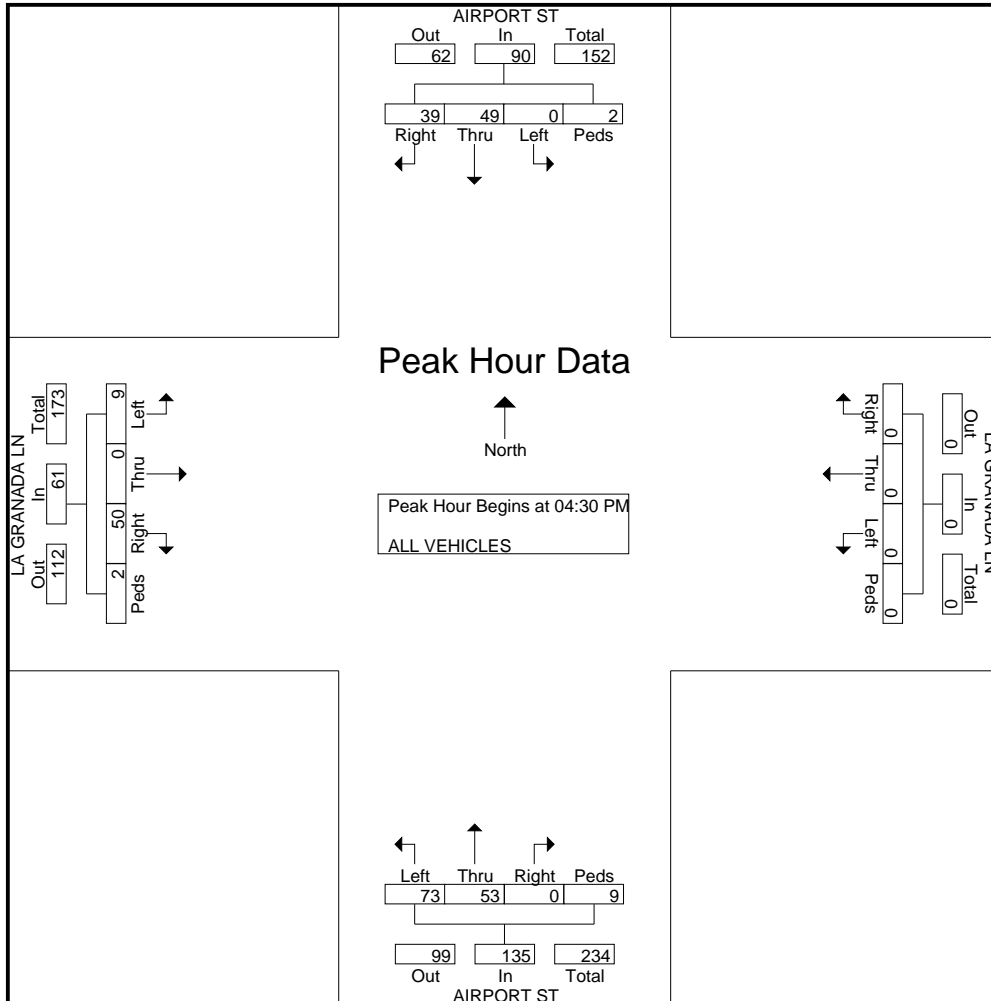 AIRPORT ST
Out In Total
62 90 152
39 49 0 2
Right Thru Left Peds
Peak Hour Data
North
Peak Hour Begins at 04:30 PM
ALL VEHICLES
LA GRANADA LN
Out In Total
112 61 173
Peds Right Thru Left
2 50 0 9
LA GRANADA LN
Out In Total
0 0 0
Right Thru Left Peds
0 0 0 0
Left Thru Right Peds
73 53 0 9
99 135 234
Out In Total
AIRPORT ST